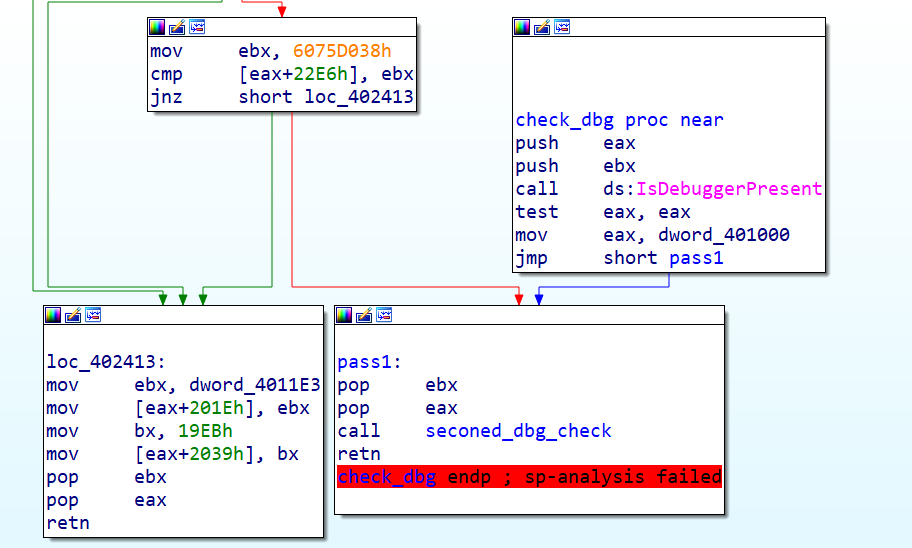 mov ebx, 6075D038h
cmp [eax+22E6h], ebx
jnz short loc_402413
check_dbg proc near
push eax
push ebx
call ds:IsDebuggerPresent
test eax, eax
mov eax, dword_401000
jmp short pass1
loc_402413:
mov ebx, dword_4011E3
mov [eax+201Eh], ebx
mov bx, 19EBh
mov [eax+2039h], bx
pop ebx
pop eax
retn
pass1:
pop ebx
pop eax
call seconed_dbg_check
retn
check_dbg endp ; sp-analysis failed